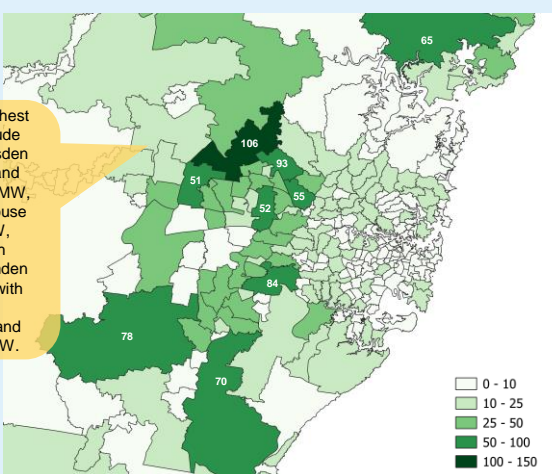 hest
ude
sden
and
MW,
ouse
W,
n
nden
with
and
W.
65
106
93
51
55
52
84
78
70
0 - 10
10 - 25
25 - 50
50 - 100
100 - 150